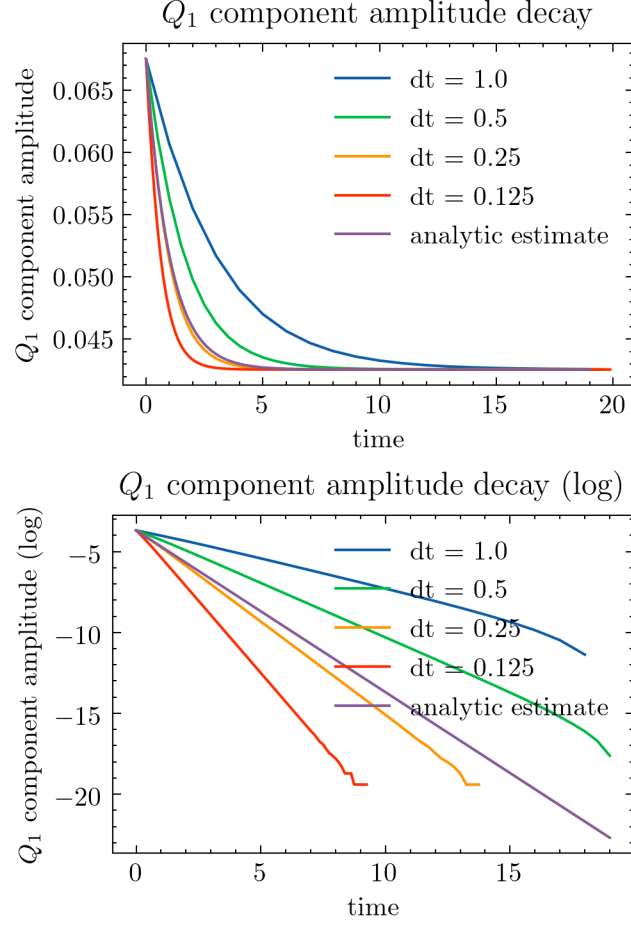 Q₁ component amplitude decay
Q₁ component amplitude
0.065
0.060
0.055
0.050
0.045
dt = 1.0
dt = 0.5
dt = 0.25
dt = 0.125
analytic estimate
0 5 10 15 20
time
Q₁ component amplitude decay (log)
Q₁ component amplitude (log)
−5
−10
−15
−20
dt = 1.0
dt = 0.5
dt = 0.25
dt = 0.125
analytic estimate
0 5 10 15
time